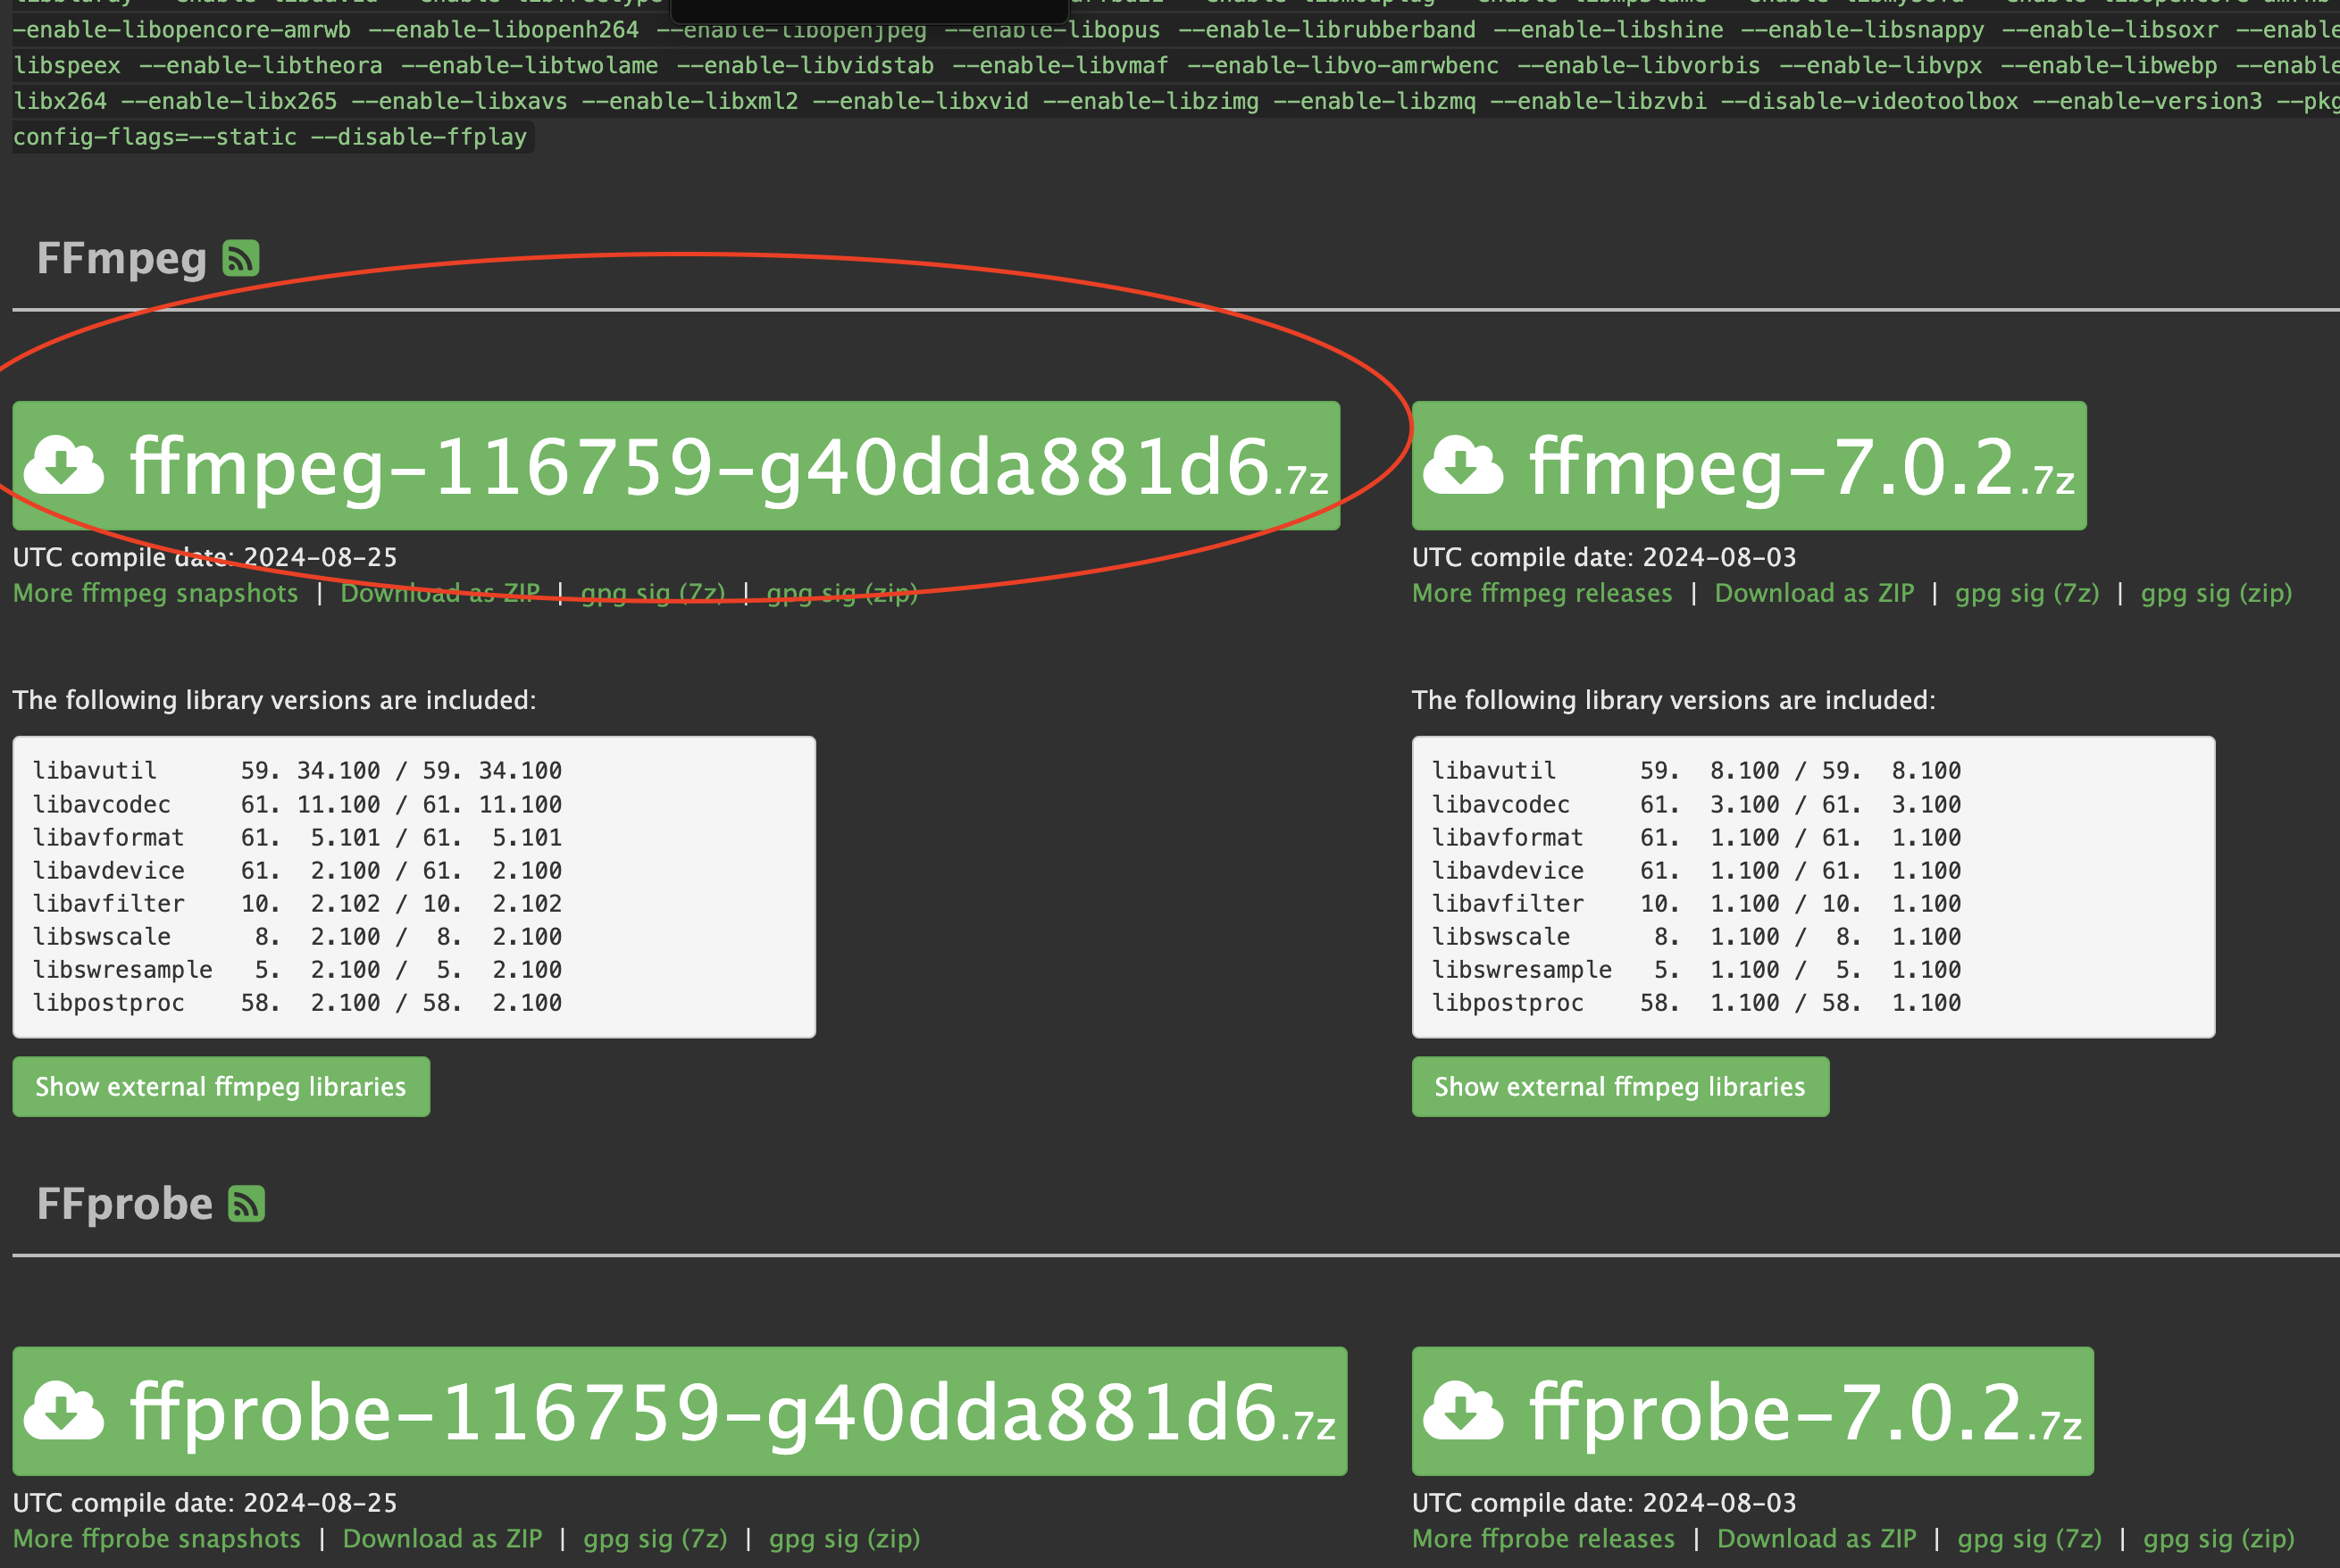 -enable-libopencore-amrwb --enable-libopenh264 --enable-libopenjpeg --enable-libopus --enable-librubberband --enable-libshine --enable-libsnappy --enable-libsoxr --enable
libspeex --enable-libtheora --enable-libtwolame --enable-libvidstab --enable-libvmaf --enable-libvo-amrwbenc --enable-libvorbis --enable-libvpx --enable-libwebp --enable
libx264 --enable-libx265 --enable-libxavs --enable-libxml2 --enable-libxvid --enable-libzimg --enable-libzmq --enable-libzvbi --disable-videotoolbox --enable-version3 --pkg
config-flags=--static --disable-ffplay
FFmpeg
ffmpeg-116759-g40dda881d6.7z
UTC compile date: 2024-08-25
More ffmpeg snapshots | Download as ZIP | gpg sig (7z) | gpg sig (zip)
The following library versions are included:
libavutil 59. 34.100 / 59. 34.100
libavcodec 61. 11.100 / 61. 11.100
libavformat 61. 5.101 / 61. 5.101
libavdevice 61. 2.100 / 61. 2.100
libavfilter 10. 2.102 / 10. 2.102
libswscale 8. 2.100 / 8. 2.100
libswresample 5. 2.100 / 5. 2.100
libpostproc 58. 2.100 / 58. 2.100
Show external ffmpeg libraries
ffmpeg-7.0.2.7z
UTC compile date: 2024-08-03
More ffmpeg releases | Download as ZIP | gpg sig (7z) | gpg sig (zip)
The following library versions are included:
libavutil 59. 8.100 / 59. 8.100
libavcodec 61. 3.100 / 61. 3.100
libavformat 61. 1.100 / 61. 1.100
libavdevice 61. 1.100 / 61. 1.100
libavfilter 10. 1.100 / 10. 1.100
libswscale 8. 1.100 / 8. 1.100
libswresample 5. 1.100 / 5. 1.100
libpostproc 58. 1.100 / 58. 1.100
Show external ffmpeg libraries
FFprobe
ffprobe-116759-g40dda881d6.7z
UTC compile date: 2024-08-25
More ffprobe snapshots | Download as ZIP | gpg sig (7z) | gpg sig (zip)
ffprobe-7.0.2.7z
UTC compile date: 2024-08-03
More ffprobe releases | Download as ZIP | gpg sig (7z) | gpg sig (zip)